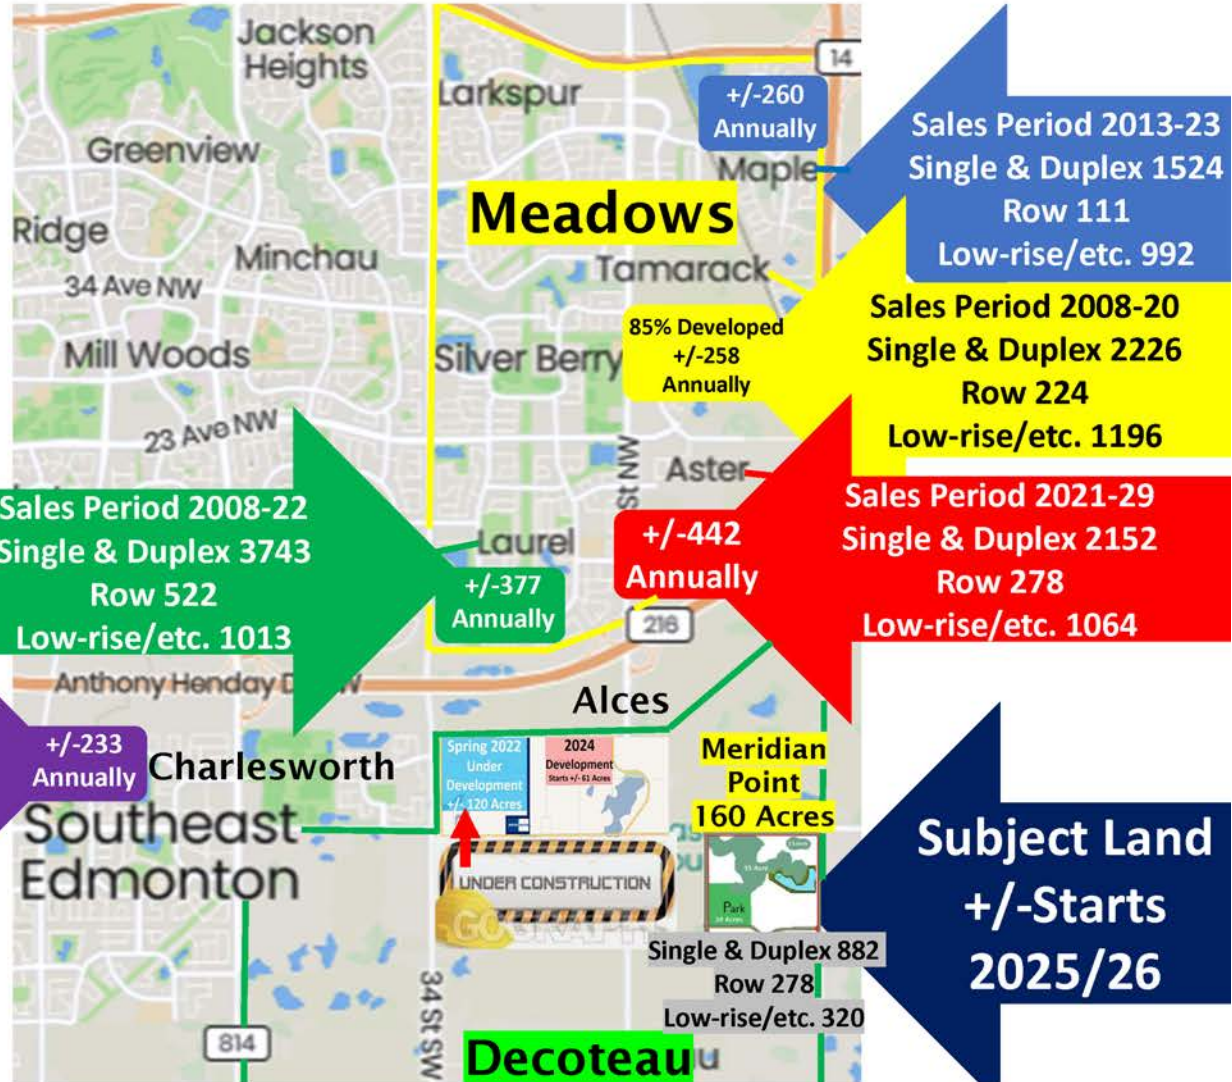 Jackson
Heights
Larkspur
14
+/-260
Annually
Sales Period 2013-23
Single & Duplex 1524
Row 111
Low-rise/etc. 992
Greenview
Maple
Meadows
Ridge
Minchau
Tamarack
34 Ave NW
85% Developed
+/-258
Annually
Sales Period 2008-20
Single & Duplex 2226
Row 224
Low-rise/etc. 1196
Mill Woods
Silver Berry
23 Ave NW
St NW
Aster
Sales Period 2021-29
Single & Duplex 2152
Row 278
Low-rise/etc. 1064
+/-442
Annually
Sales Period 2008-22
Single & Duplex 3743
Row 522
Low-rise/etc. 1013
Laurel
+/-377
Annually
216
Anthony Henday D W
Alces
+/-233
Annually
Charlesworth
Southeast
Edmonton
Spring 2022
Under
Development
+/- 120 Acres
2024
Development
Starts +/- 61 Acres
Meridian
Point
160 Acres
UNDER CONSTRUCTION
Park
Subject Land
+/-Starts
2025/26
Single & Duplex 882
Row 278
Low-rise/etc. 320
34 St SW
814
Decoteau